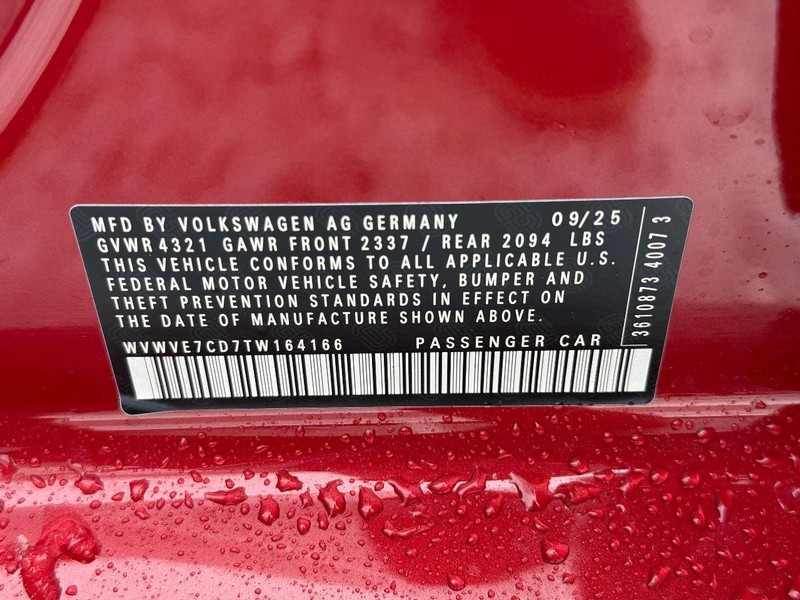 MFD BY VOLKSWAGEN AG GERMANY 09/25
GVWR 4321 GAWR FRONT 2337 / REAR 2094 LBS
THIS VEHICLE CONFORMS TO ALL APPLICABLE U.S.
FEDERAL MOTOR VEHICLE SAFETY, BUMPER AND
THEFT PREVENTION STANDARDS IN EFFECT ON
THE DATE OF MANUFACTURE SHOWN ABOVE.
WVWVE7CD7TW164166 PASSENGER CAR
3610873 40073